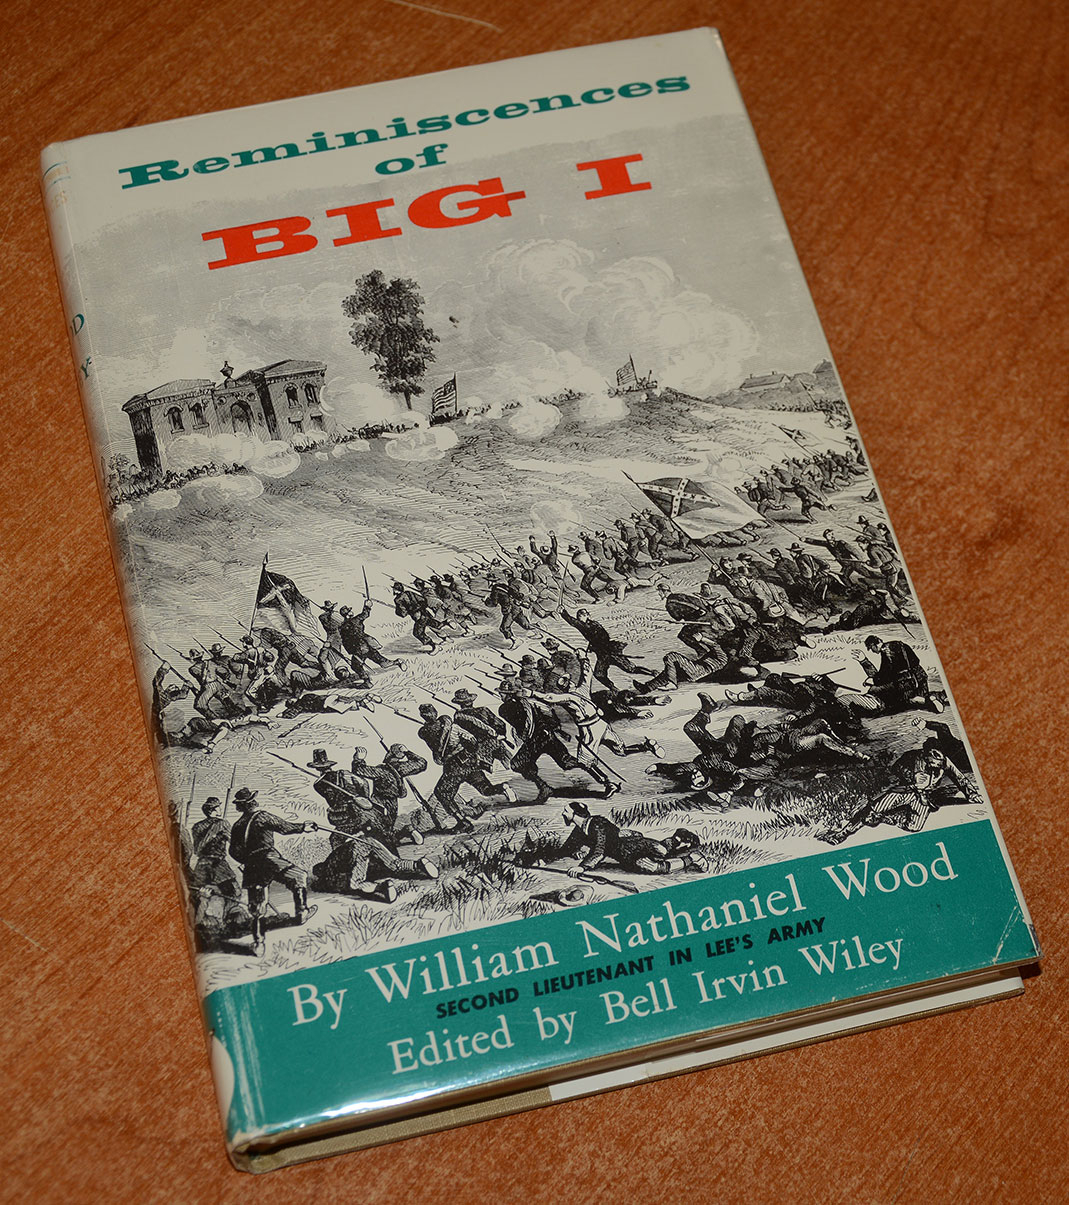 Reminiscences
of
BIG I
By William Nathaniel Wood
SECOND LIEUTENANT IN LEE'S ARMY
Edited by Bell Irvin Wiley